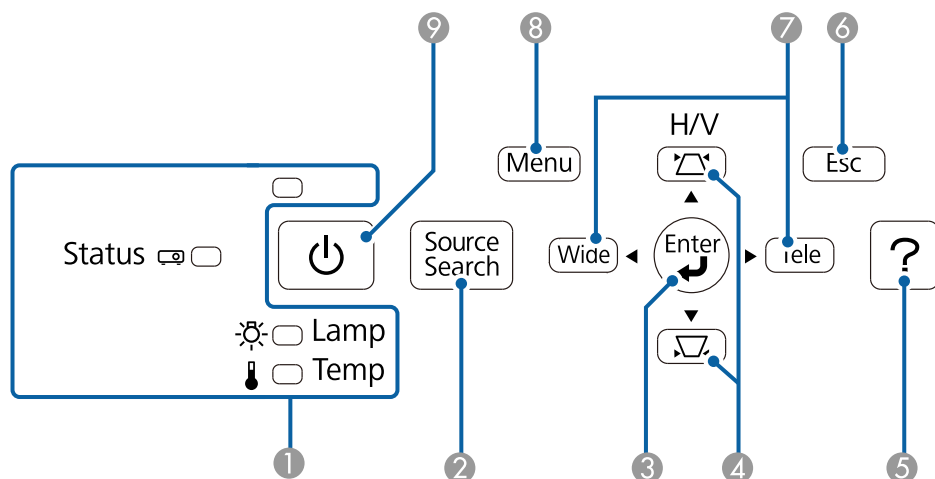 9
8
7
6
H/V
Menu
Esc
Status
Source
Search
Wide
Enter
Tele
?
Lamp
Temp
1
2
3
4
5